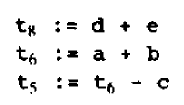 t₈ := d + e
t₆ := a + b
t₅ := t₆ - c